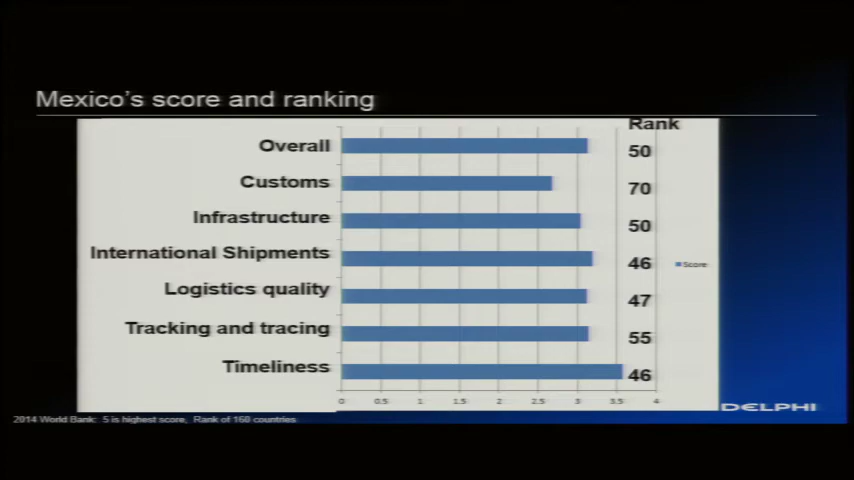 Mexico's score and ranking
Rank
Overall 50
Customs 70
Infrastructure 50
International Shipments 46
Score
Logistics quality 47
Tracking and tracing 55
Timeliness 46
0 0.5 1 1.5 2 2.5 3 3.5 4
DELPHI
2014 World Bank: 5 is highest score, Rank of 160 countries